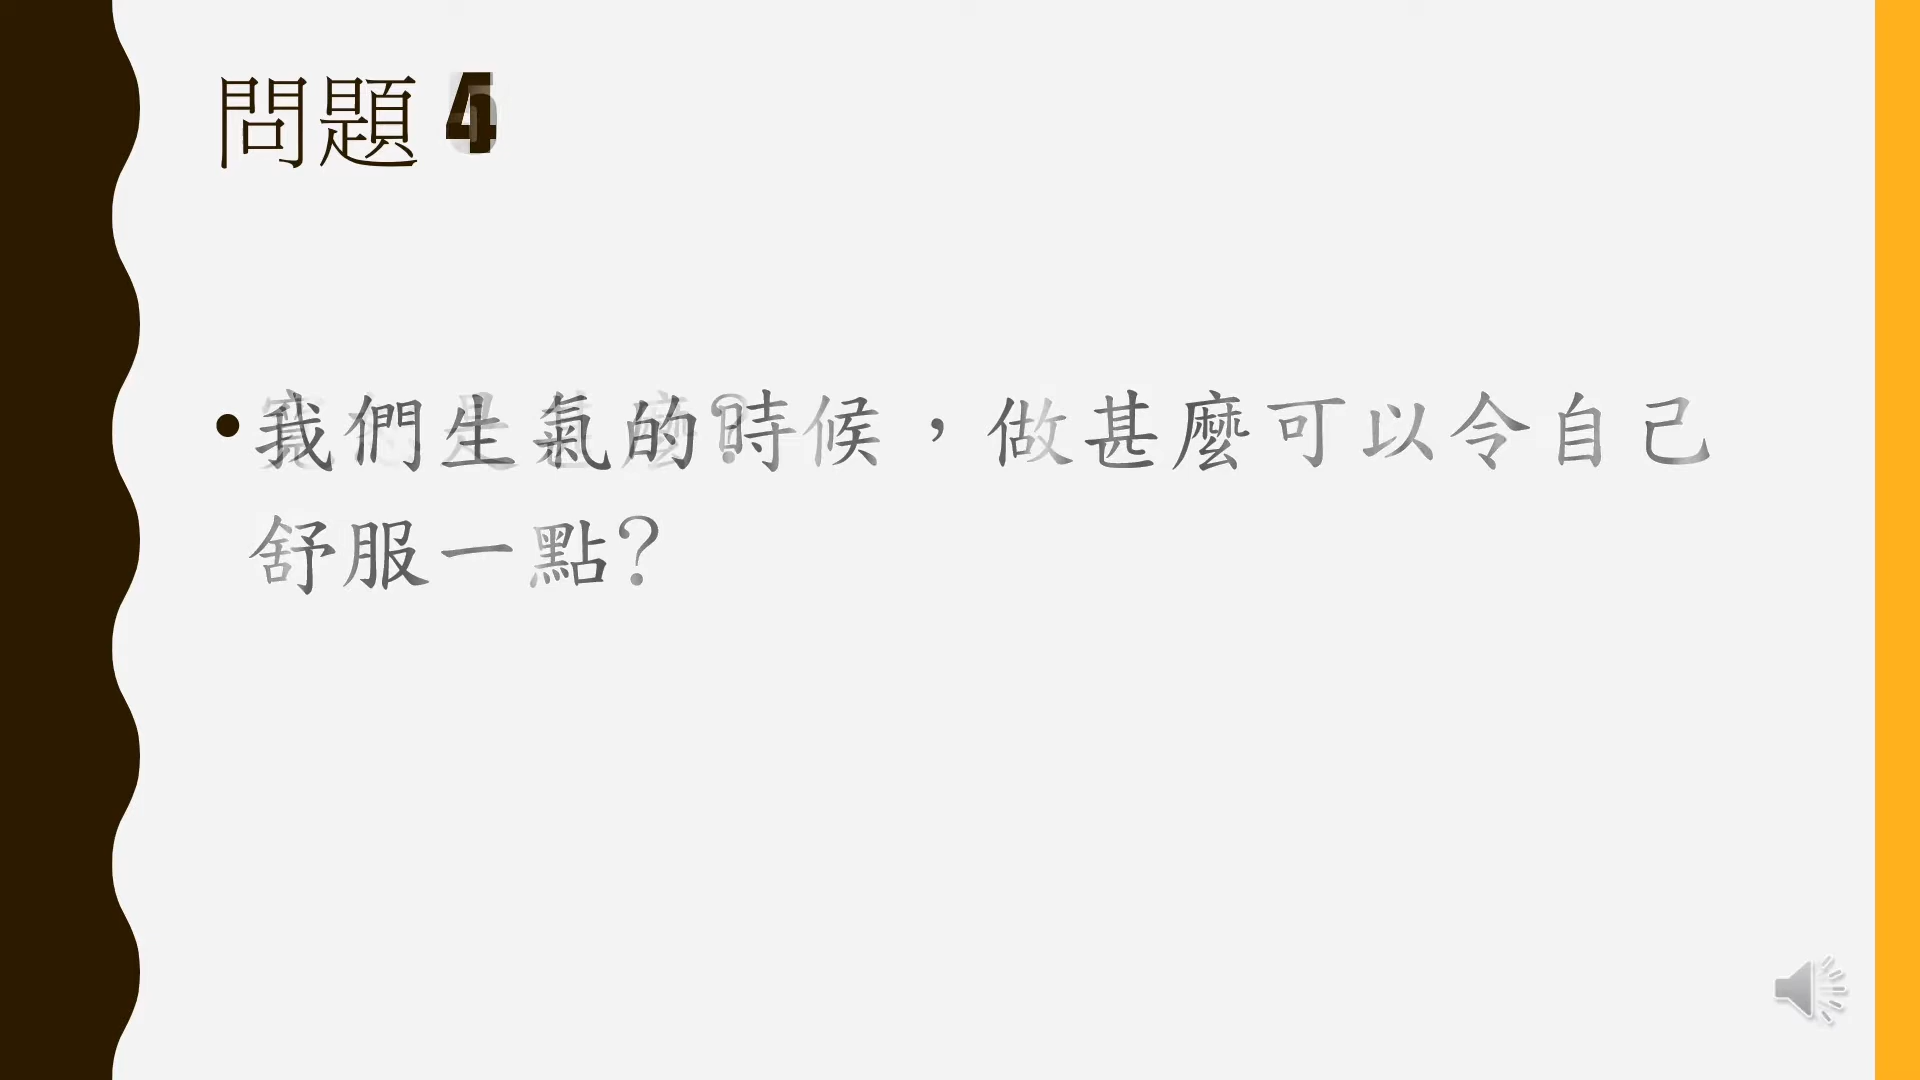 問題 4
我們生氣的時候，做甚麼可以令自己
舒服一點？